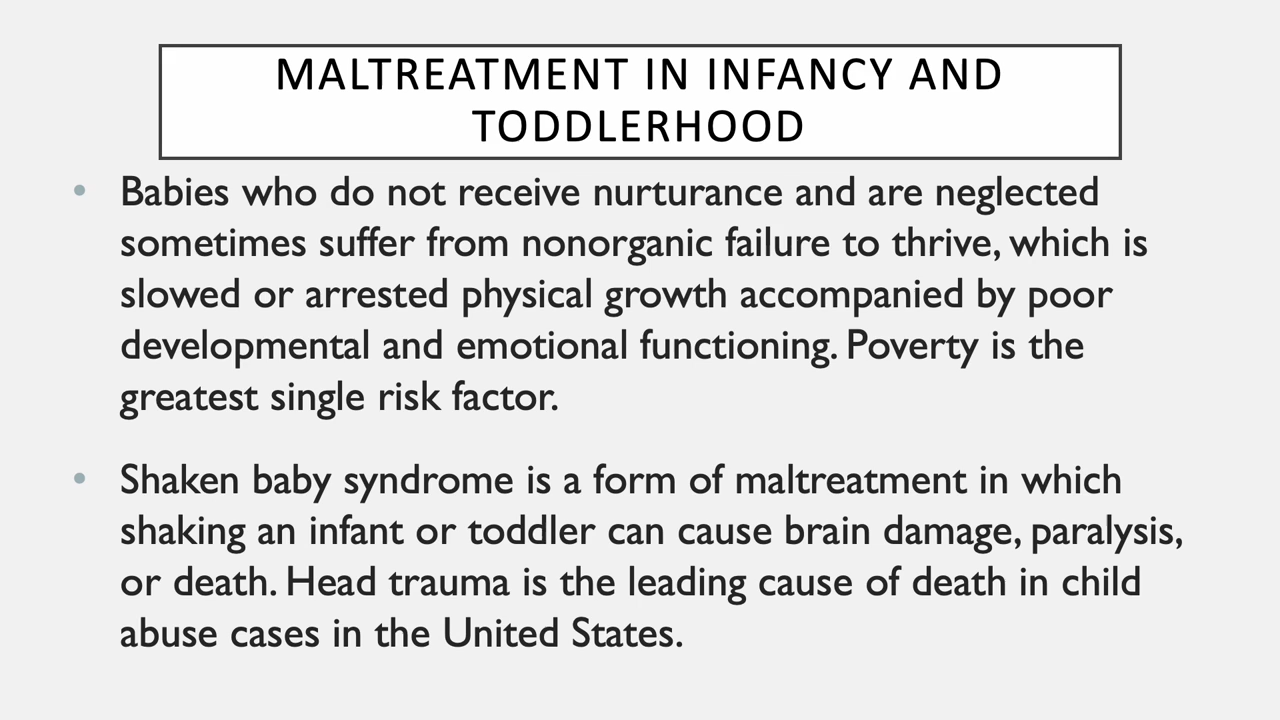 MALTREATMENT IN INFANCY AND
TODDLERHOOD
• Babies who do not receive nurturance and are neglected
sometimes suffer from nonorganic failure to thrive, which is
slowed or arrested physical growth accompanied by poor
developmental and emotional functioning. Poverty is the
greatest single risk factor.
• Shaken baby syndrome is a form of maltreatment in which
shaking an infant or toddler can cause brain damage, paralysis,
or death. Head trauma is the leading cause of death in child
abuse cases in the United States.